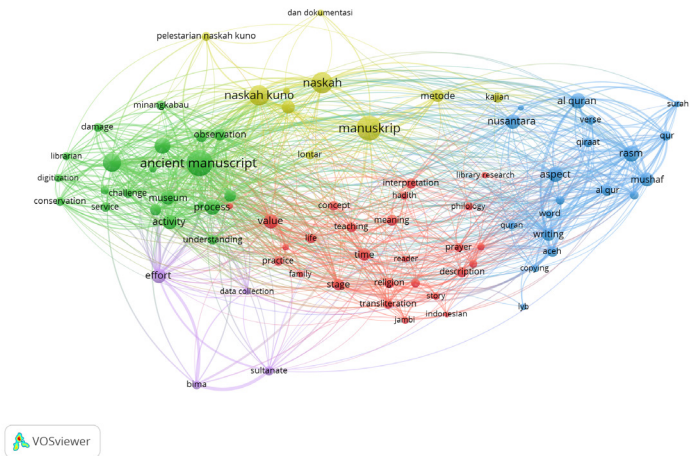 dan dokumentasi
pelestarian naskah kuno
naskah
naskah kuno
metode
kajian
al quran
surah
minangkabau
nusantara
verse
damage
observation
manuskrip
qiraat
qur
librarian
ancient manuscript
lontar
rasm
digitization
interpretation
library research
aspect
mushaf
challenge
hadith
al qur
conservation
service
museum
process
concept
philology
word
activity
value
teaching
meaning
quran
writing
understanding
life
prayer
aceh
practice
time
reader
copying
effort
family
description
data collection
stage
religion
story
transliteration
lyb
jambi
indonesian
sultanate
bima
VOSviewer